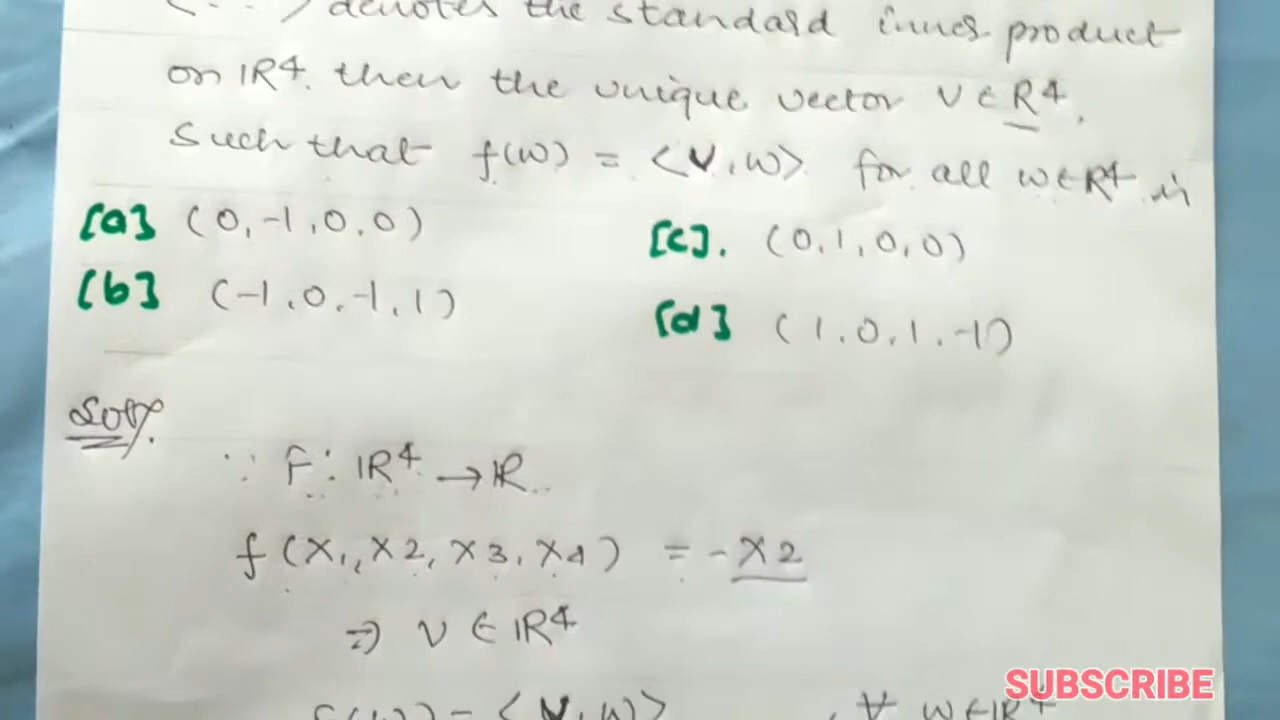 (. . .) denotes the standard inner product
on IR4. then the unique vector V ∈ R4.
Such that f(w) = <V.w> for all w∈R4 is
[a] (0,-1,0.0)
[c]. (0.1,0,0)
[b] (-1.0.-1,1)
[d] (1.0.1.-1)
Sol%.
∵ F: IR4 → IR.
f(x1,x2,x3.x4) = -x2
⇒ v ∈ IR4
f(w) = <V,w> , ∀ w∈IR4
SUBSCRIBE